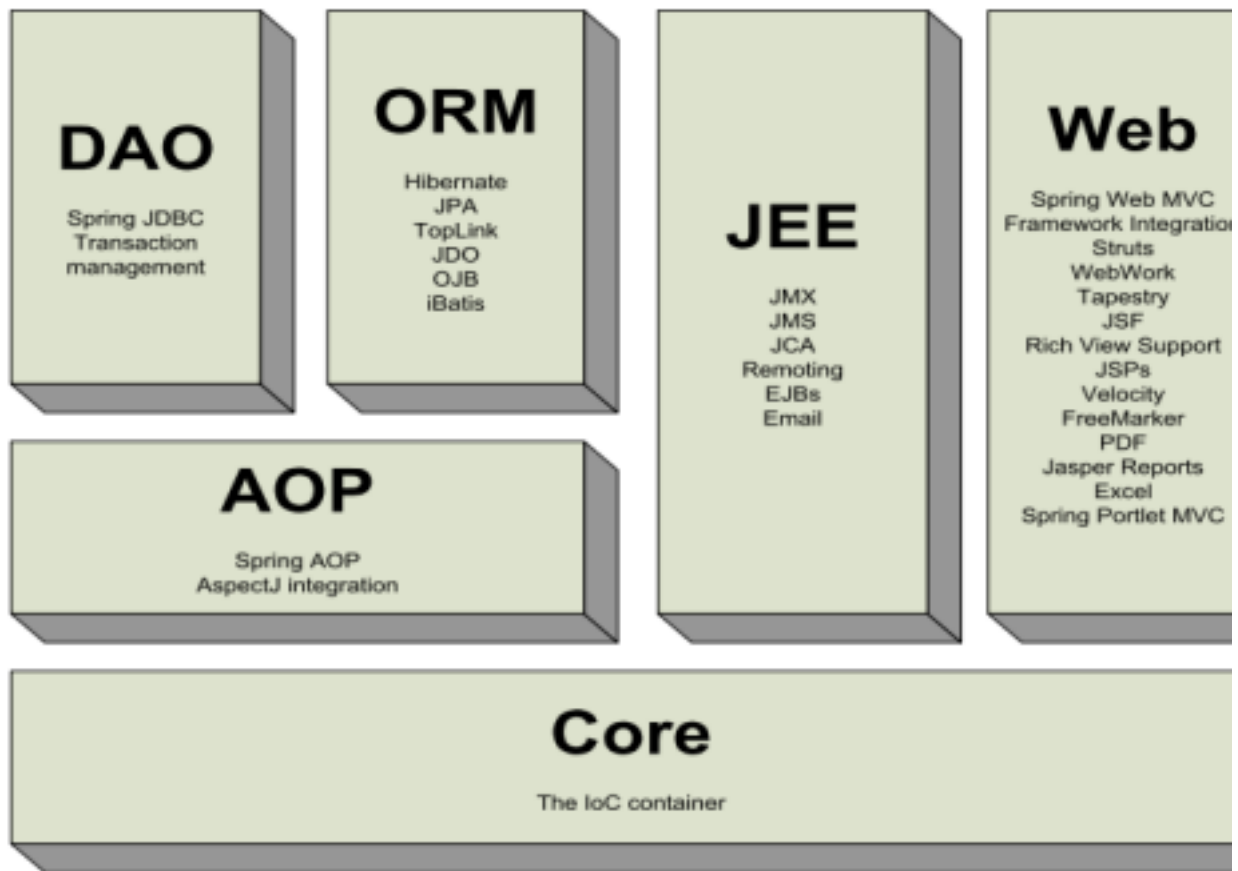 DAO
Spring JDBC
Transaction
management
ORM
Hibernate
JPA
TopLink
JDO
OJB
iBatis
JEE
JMX
JMS
JCA
Remoting
EJBs
Email
Web
Spring Web MVC
Framework Integration
Struts
WebWork
Tapestry
JSF
Rich View Support
JSPs
Velocity
FreeMarker
PDF
Jasper Reports
Excel
Spring Portlet MVC
AOP
Spring AOP
AspectJ integration
Core
The IoC container